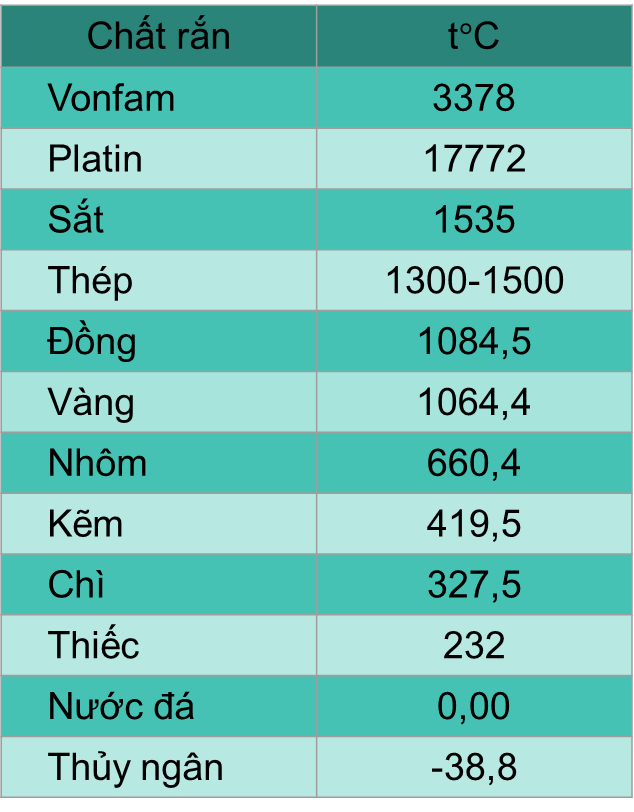 Chất rắn t°C
Vonfam 3378
Platin 17772
Sắt 1535
Thép 1300-1500
Đồng 1084,5
Vàng 1064,4
Nhôm 660,4
Kẽm 419,5
Chì 327,5
Thiếc 232
Nước đá 0,00
Thủy ngân -38,8